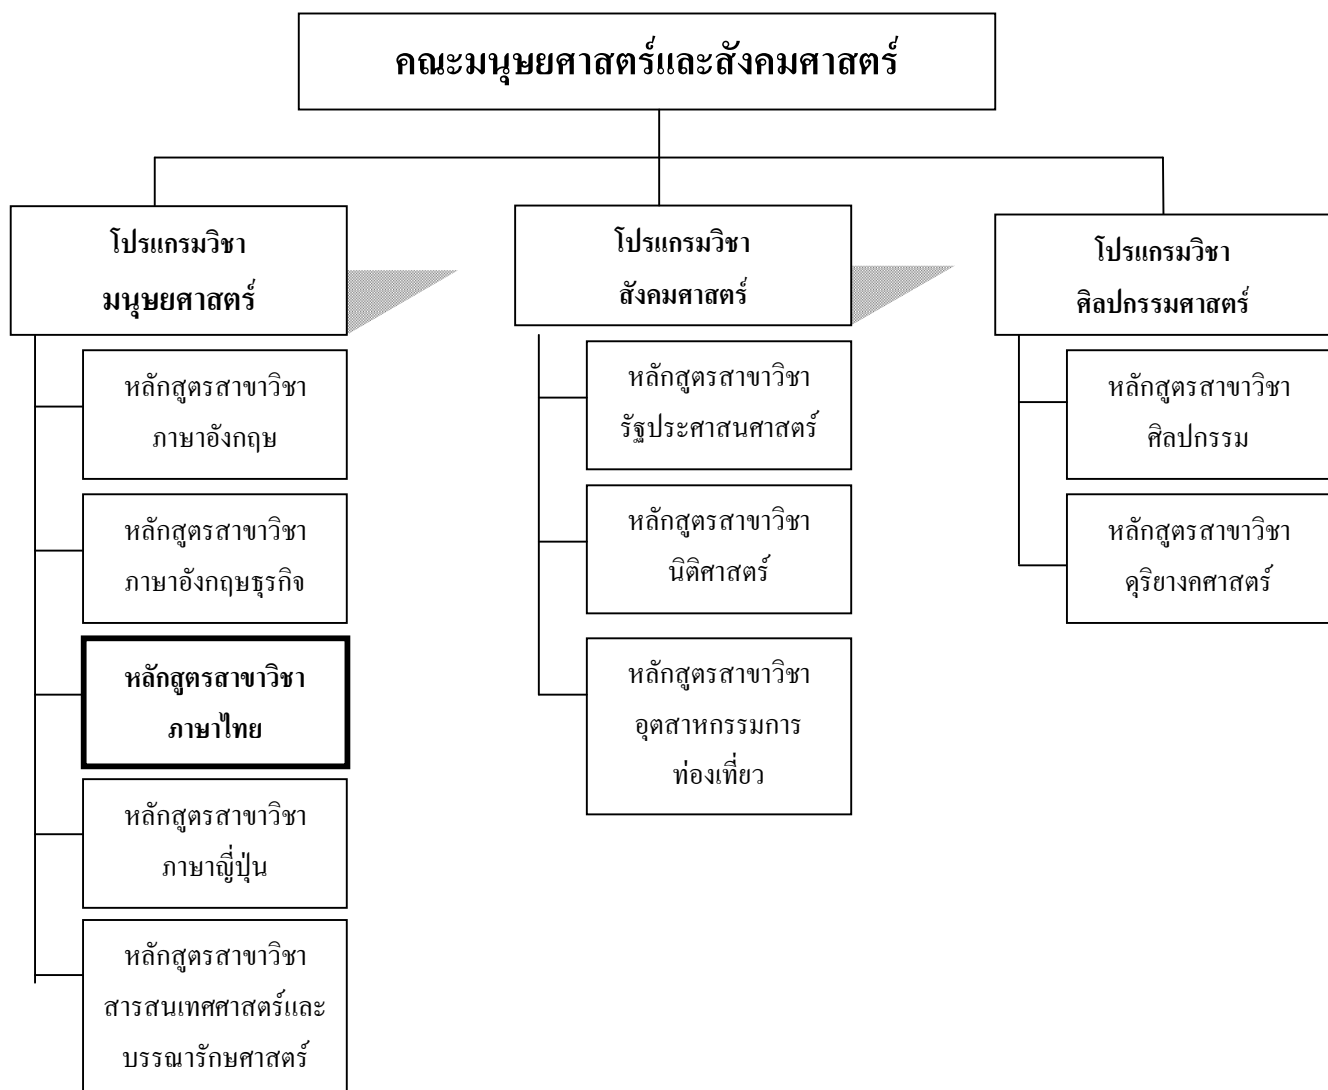 คณะมนุษยศาสตร์และสังคมศาสตร์
โปรแกรมวิชา
มนุษยศาสตร์
หลักสูตรสาขาวิชา
ภาษาอังกฤษ
หลักสูตรสาขาวิชา
ภาษาอังกฤษธุรกิจ
หลักสูตรสาขาวิชา
ภาษาไทย
หลักสูตรสาขาวิชา
ภาษาญี่ปุ่น
หลักสูตรสาขาวิชา
สารสนเทศศาสตร์และ
บรรณารักษศาสตร์
โปรแกรมวิชา
สังคมศาสตร์
หลักสูตรสาขาวิชา
รัฐประศาสนศาสตร์
หลักสูตรสาขาวิชา
นิติศาสตร์
หลักสูตรสาขาวิชา
อุตสาหกรรมการ
ท่องเที่ยว
โปรแกรมวิชา
ศิลปกรรมศาสตร์
หลักสูตรสาขาวิชา
ศิลปกรรม
หลักสูตรสาขาวิชา
ดุริยางคศาสตร์